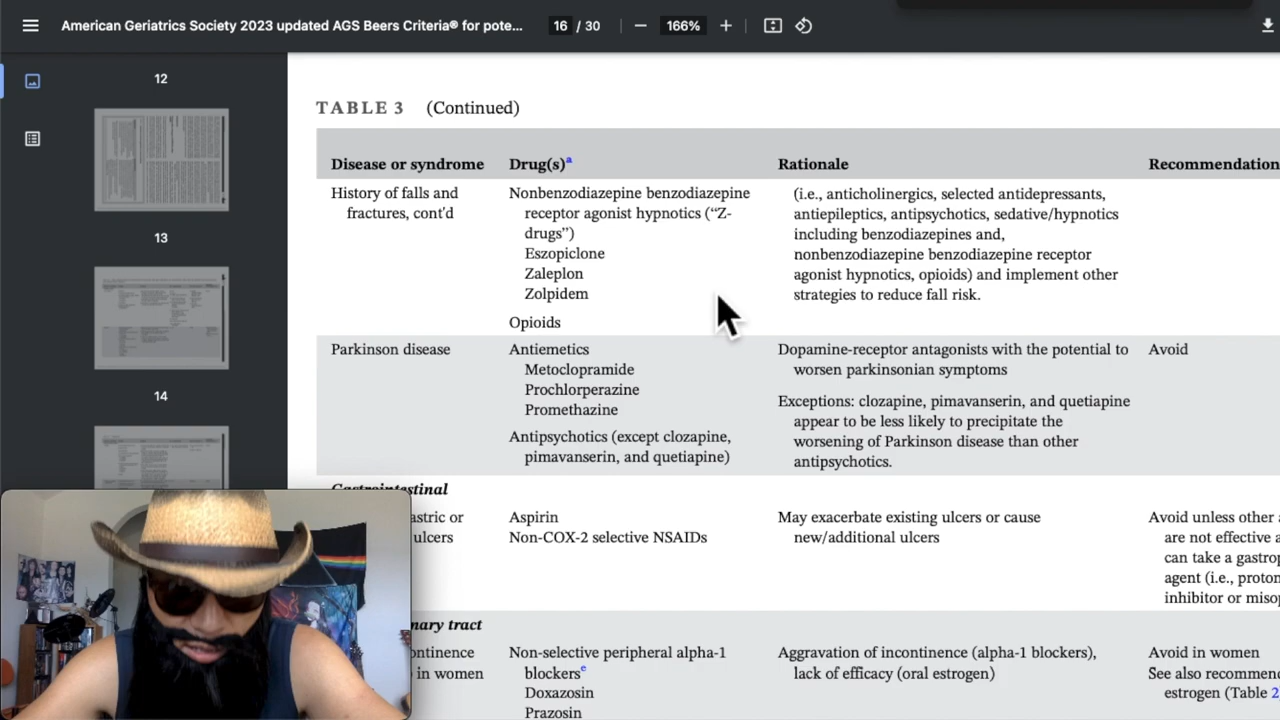 American Geriatrics Society 2023 updated AGS Beers Criteria® for pote... 16 / 30 166%
12
13
14
TABLE 3 (Continued)
Disease or syndrome Drug(s)a Rationale Recommendation
History of falls and
fractures, cont'd
Nonbenzodiazepine benzodiazepine
receptor agonist hypnotics (“Z-
drugs”)
Eszopiclone
Zaleplon
Zolpidem
Opioids
(i.e., anticholinergics, selected antidepressants,
antiepileptics, antipsychotics, sedative/hypnotics
including benzodiazepines and,
nonbenzodiazepine benzodiazepine receptor
agonist hypnotics, opioids) and implement other
strategies to reduce fall risk.
Parkinson disease
Antiemetics
Metoclopramide
Prochlorperazine
Promethazine
Antipsychotics (except clozapine,
pimavanserin, and quetiapine)
Dopamine-receptor antagonists with the potential to
worsen parkinsonian symptoms
Exceptions: clozapine, pimavanserin, and quetiapine
appear to be less likely to precipitate the
worsening of Parkinson disease than other
antipsychotics.
Avoid
Gastrointestinal
astric or
ulcers
Aspirin
Non-COX-2 selective NSAIDs
May exacerbate existing ulcers or cause
new/additional ulcers
Avoid unless other
are not effective
can take a gastrop
agent (i.e., proton
inhibitor or misop
nary tract
ontinence
in women
Non-selective peripheral alpha-1
blockerse
Doxazosin
Prazosin
Aggravation of incontinence (alpha-1 blockers),
lack of efficacy (oral estrogen)
Avoid in women
See also recommend
estrogen (Table 2